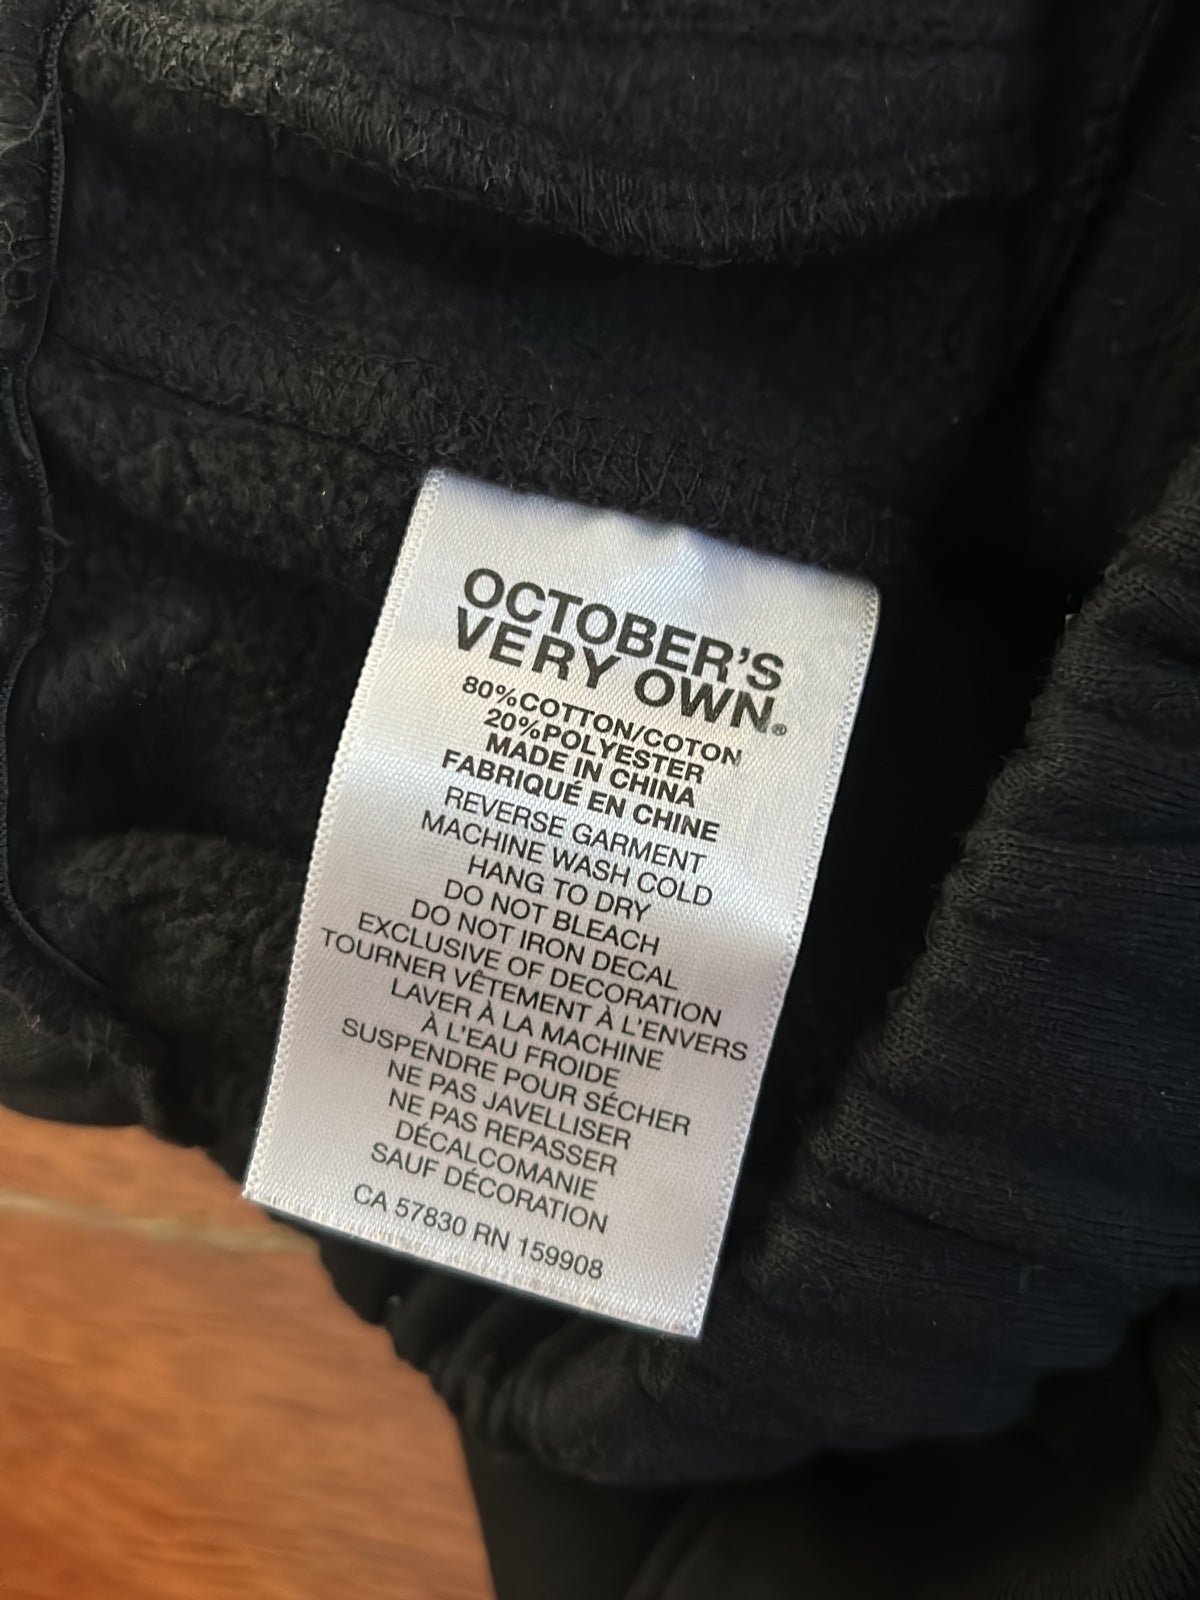 OCTOBER'S
VERY OWN®
80%COTTON/COTON
20%POLYESTER
MADE IN CHINA
FABRIQUÉ EN CHINE
REVERSE GARMENT
MACHINE WASH COLD
HANG TO DRY
DO NOT BLEACH
DO NOT IRON DECAL
EXCLUSIVE OF DECORATION
TOURNER VÊTEMENT À L'ENVERS
LAVER À LA MACHINE
À L'EAU FROIDE
SUSPENDRE POUR SÉCHER
NE PAS JAVELLISER
NE PAS REPASSER
DÉCALCOMANIE
SAUF DÉCORATION
CA 57830 RN 159908